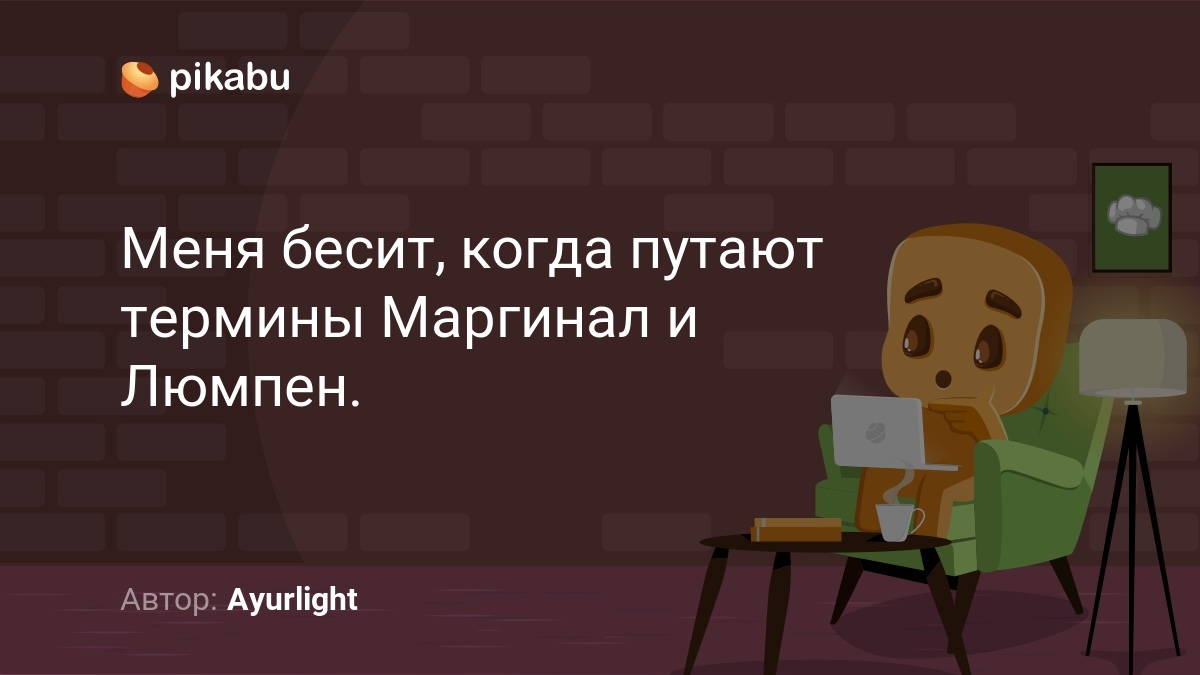 pikabu
Меня бесит, когда путают
термины Маргинал и
Люмпен.
Автор: Ayurlight